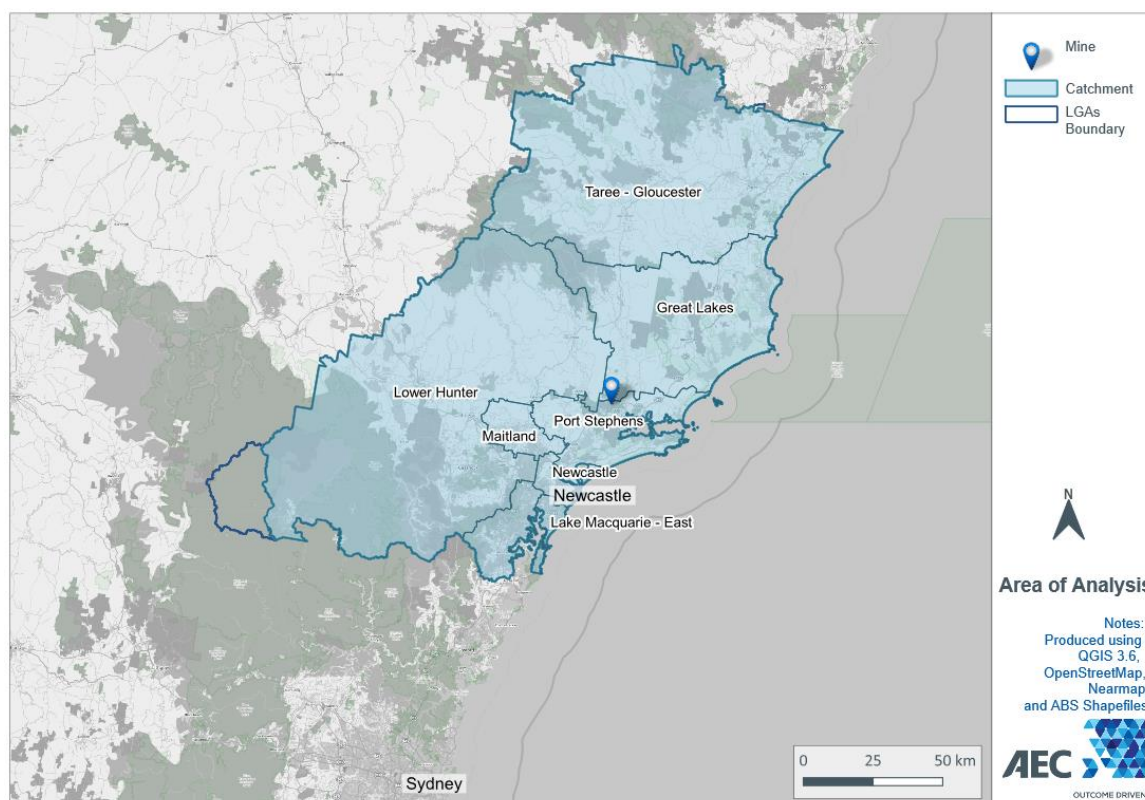 Taree - Gloucester
Great Lakes
Lower Hunter
Port Stephens
Maitland
Newcastle
Newcastle
Lake Macquarie - East
Sydney
Mine
Catchment
LGAs
Boundary
N
Area of Analysis
Notes:
Produced using
QGIS 3.6,
OpenStreetMap,
Nearmap
and ABS Shapefiles
0 25 50 km
AEC
OUTCOME DRIVEN